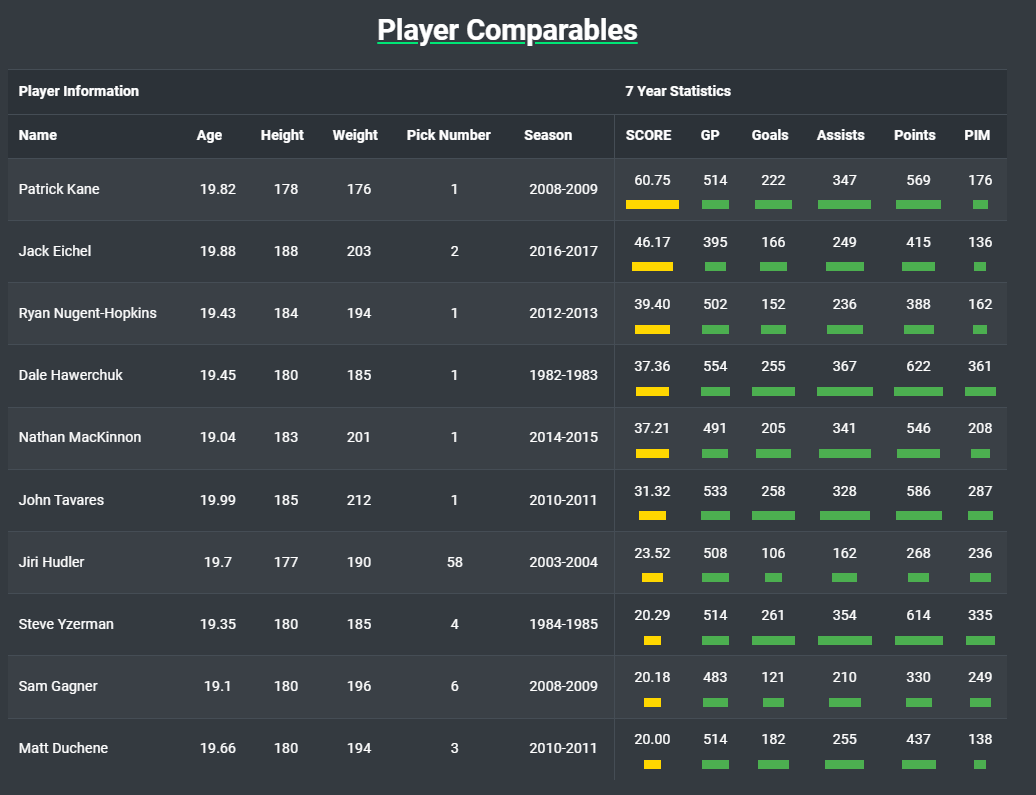 Player Comparables
Player Information 7 Year Statistics
Name Age Height Weight Pick Number Season SCORE GP Goals Assists Points PIM
Patrick Kane 19.82 178 176 1 2008-2009 60.75 514 222 347 569 176
Jack Eichel 19.88 188 203 2 2016-2017 46.17 395 166 249 415 136
Ryan Nugent-Hopkins 19.43 184 194 1 2012-2013 39.40 502 152 236 388 162
Dale Hawerchuk 19.45 180 185 1 1982-1983 37.36 554 255 367 622 361
Nathan MacKinnon 19.04 183 201 1 2014-2015 37.21 491 205 341 546 208
John Tavares 19.99 185 212 1 2010-2011 31.32 533 258 328 586 287
Jiri Hudler 19.7 177 190 58 2003-2004 23.52 508 106 162 268 236
Steve Yzerman 19.35 180 185 4 1984-1985 20.29 514 261 354 614 335
Sam Gagner 19.1 180 196 6 2008-2009 20.18 483 121 210 330 249
Matt Duchene 19.66 180 194 3 2010-2011 20.00 514 182 255 437 138